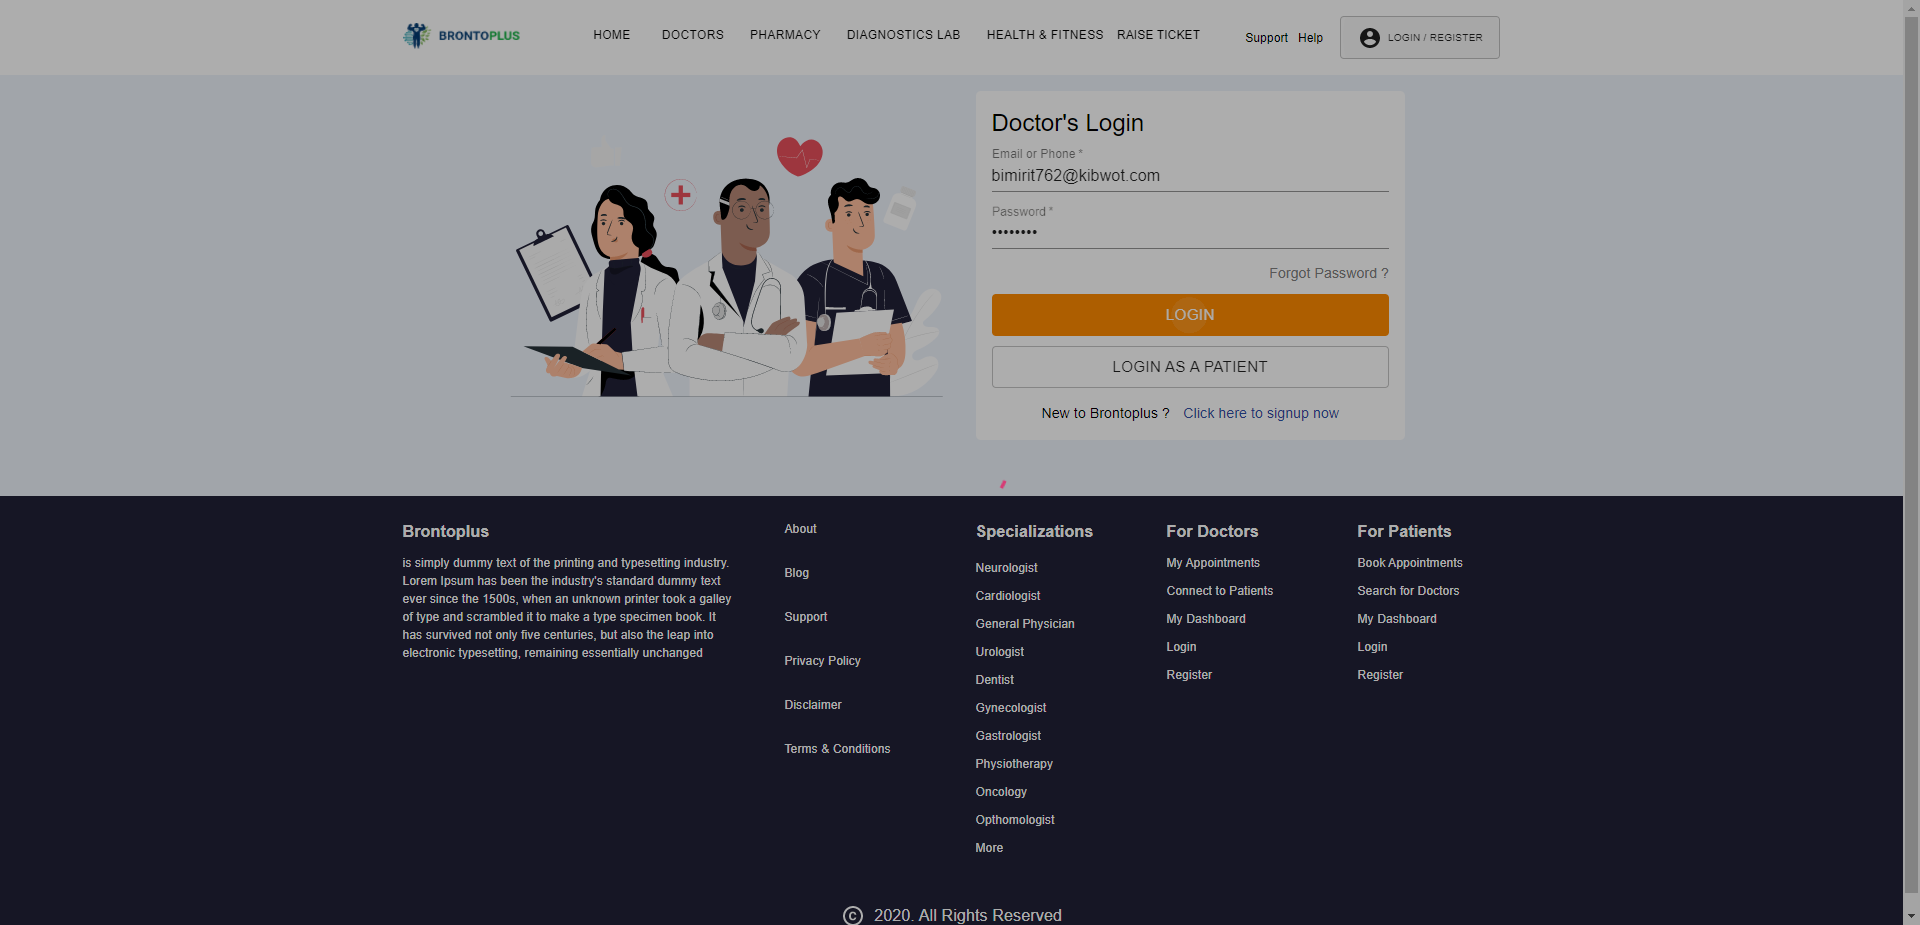 BRONTOPLUS
HOME
DOCTORS
PHARMACY
DIAGNOSTICS LAB
HEALTH & FITNESS
RAISE TICKET
Support
Help
LOGIN / REGISTER
Doctor's Login
Email or Phone *
bimirit762@kibwot.com
Password *
••••••••
Forgot Password ?
LOGIN
LOGIN AS A PATIENT
New to Brontoplus ? Click here to signup now
Brontoplus
is simply dummy text of the printing and typesetting industry.
Lorem Ipsum has been the industry's standard dummy text
ever since the 1500s, when an unknown printer took a galley
of type and scrambled it to make a type specimen book. It
has survived not only five centuries, but also the leap into
electronic typesetting, remaining essentially unchanged
About
Blog
Support
Privacy Policy
Disclaimer
Terms & Conditions
Specializations
Neurologist
Cardiologist
General Physician
Urologist
Dentist
Gynecologist
Gastrologist
Physiotherapy
Oncology
Opthomologist
More
For Doctors
My Appointments
Connect to Patients
My Dashboard
Login
Register
For Patients
Book Appointments
Search for Doctors
My Dashboard
Login
Register
© 2020. All Rights Reserved